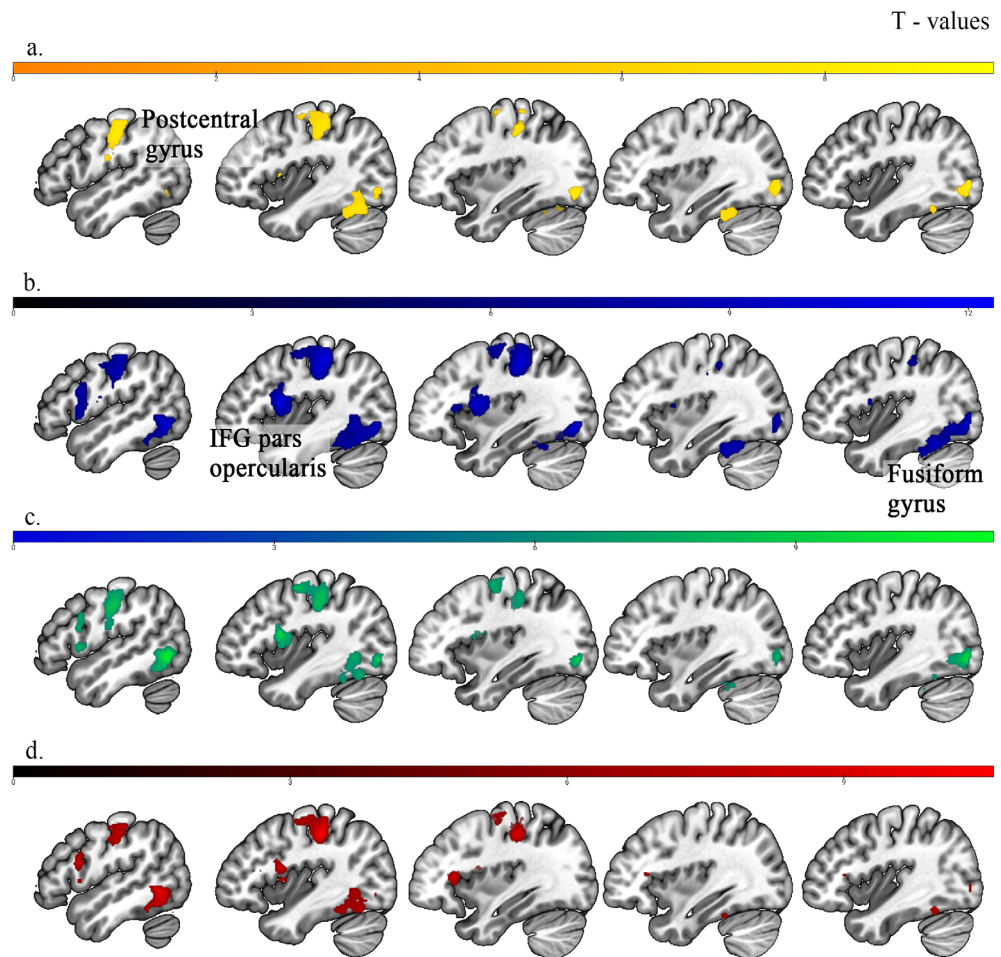 T - values
a.
0 2 4 6 8
Postcentral
gyrus
b.
0 3 6 9 12
IFG pars
opercularis
Fusiform
gyrus
c.
0 3 6 9
d.
0 3 6 9